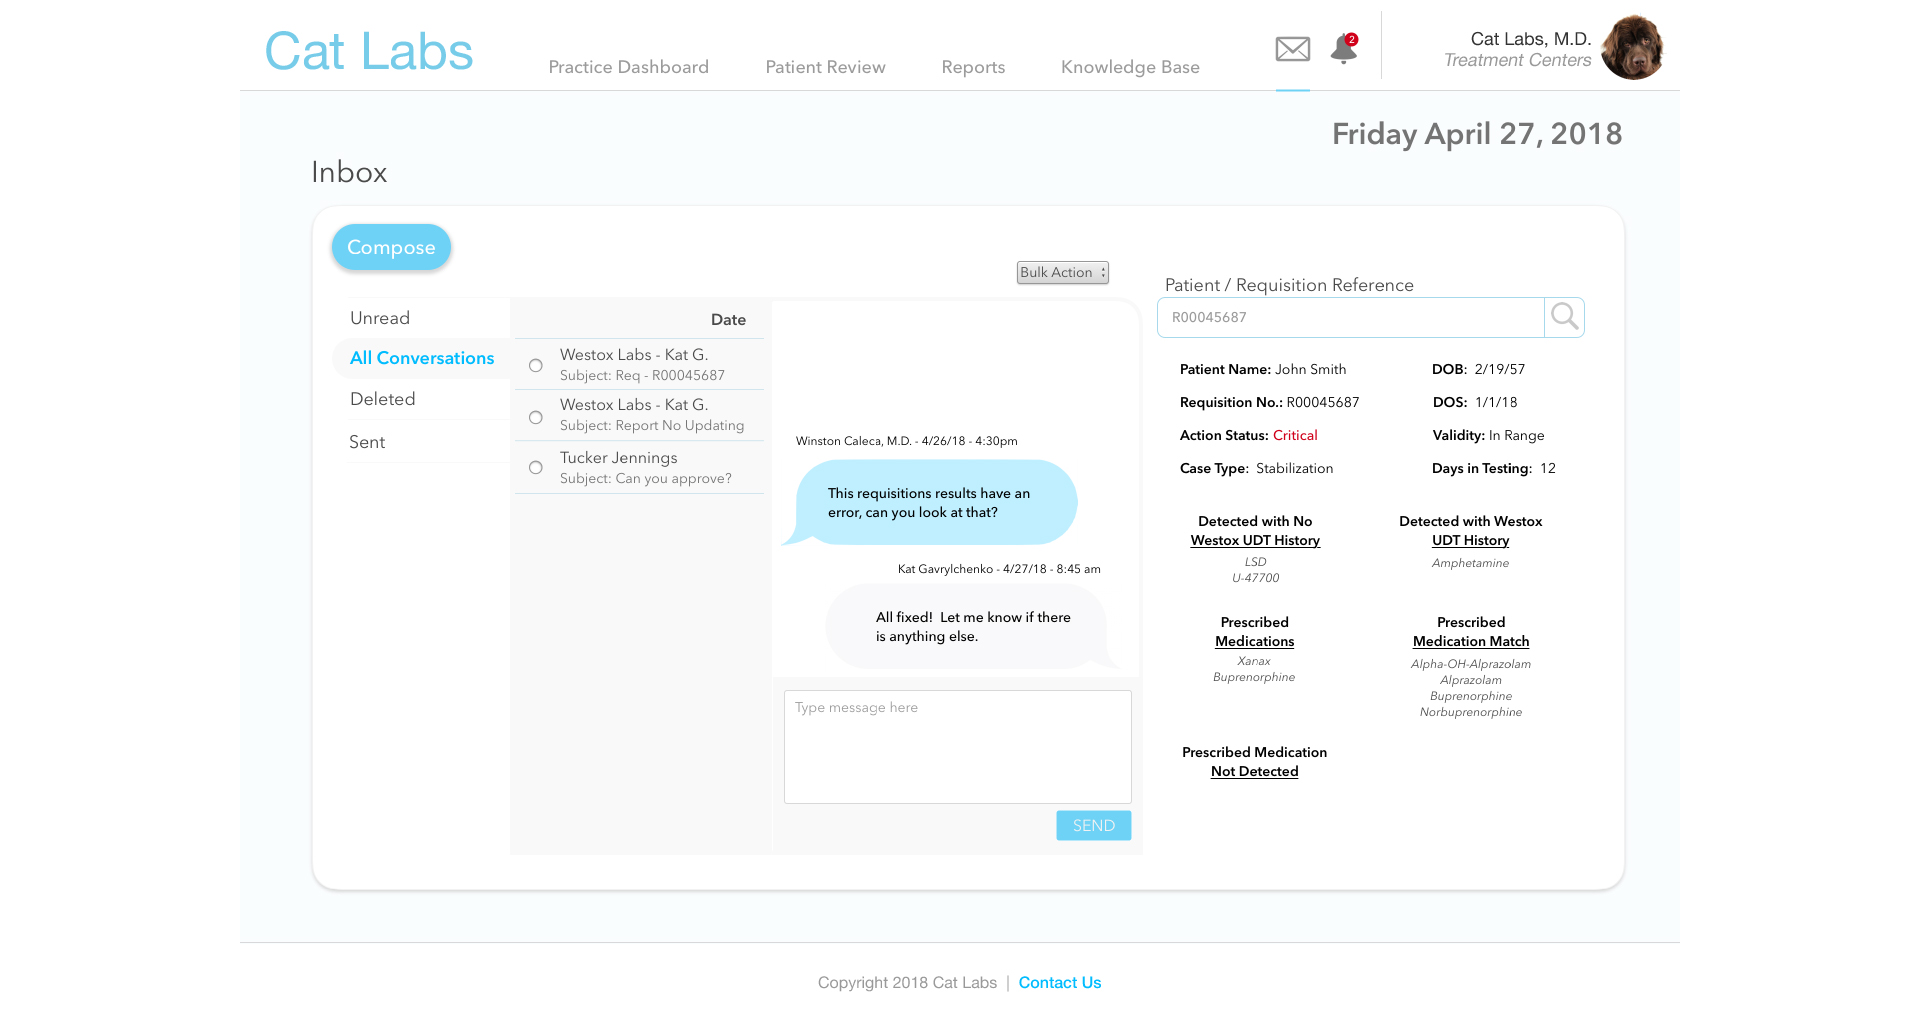 Cat Labs
Practice Dashboard
Patient Review
Reports
Knowledge Base
2
Cat Labs, M.D.
Treatment Centers
Friday April 27, 2018
Inbox
Compose
Bulk Action
Unread
All Conversations
Deleted
Sent
Date
Westox Labs - Kat G.
Subject: Req - R00045687
Westox Labs - Kat G.
Subject: Report No Updating
Tucker Jennings
Subject: Can you approve?
Winston Caleca, M.D. - 4/26/18 - 4:30pm
This requisitions results have an
error, can you look at that?
Kat Gavrylchenko - 4/27/18 - 8:45 am
All fixed!  Let me know if there
is anything else.
Type message here
SEND
Patient / Requisition Reference
R00045687
Patient Name: John Smith
DOB:  2/19/57
Requisition No.: R00045687
DOS:  1/1/18
Action Status: Critical
Validity: In Range
Case Type:  Stabilization
Days in Testing:  12
Detected with No
Westox UDT History
LSD
U-47700
Detected with Westox
UDT History
Amphetamine
Prescribed
Medications
Xanax
Buprenorphine
Prescribed
Medication Match
Alpha-OH-Alprazolam
Alprazolam
Buprenorphine
Norbuprenorphine
Prescribed Medication
Not Detected
Copyright 2018 Cat Labs | Contact Us